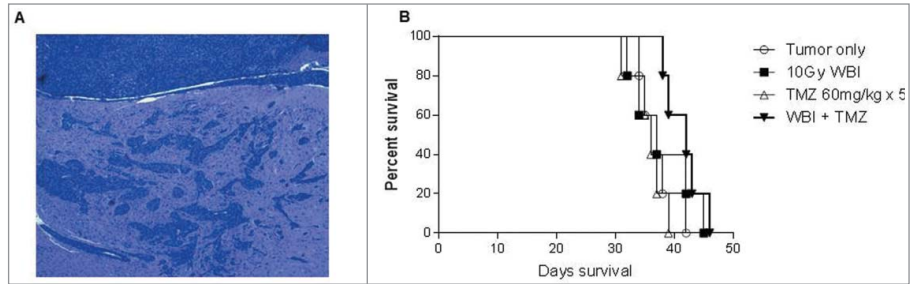 A
B
Percent survival
100
80
60
40
20
0
0 10 20 30 40 50
Days survival
Tumor only
10Gy WBI
TMZ 60mg/kg x 5
WBI + TMZ